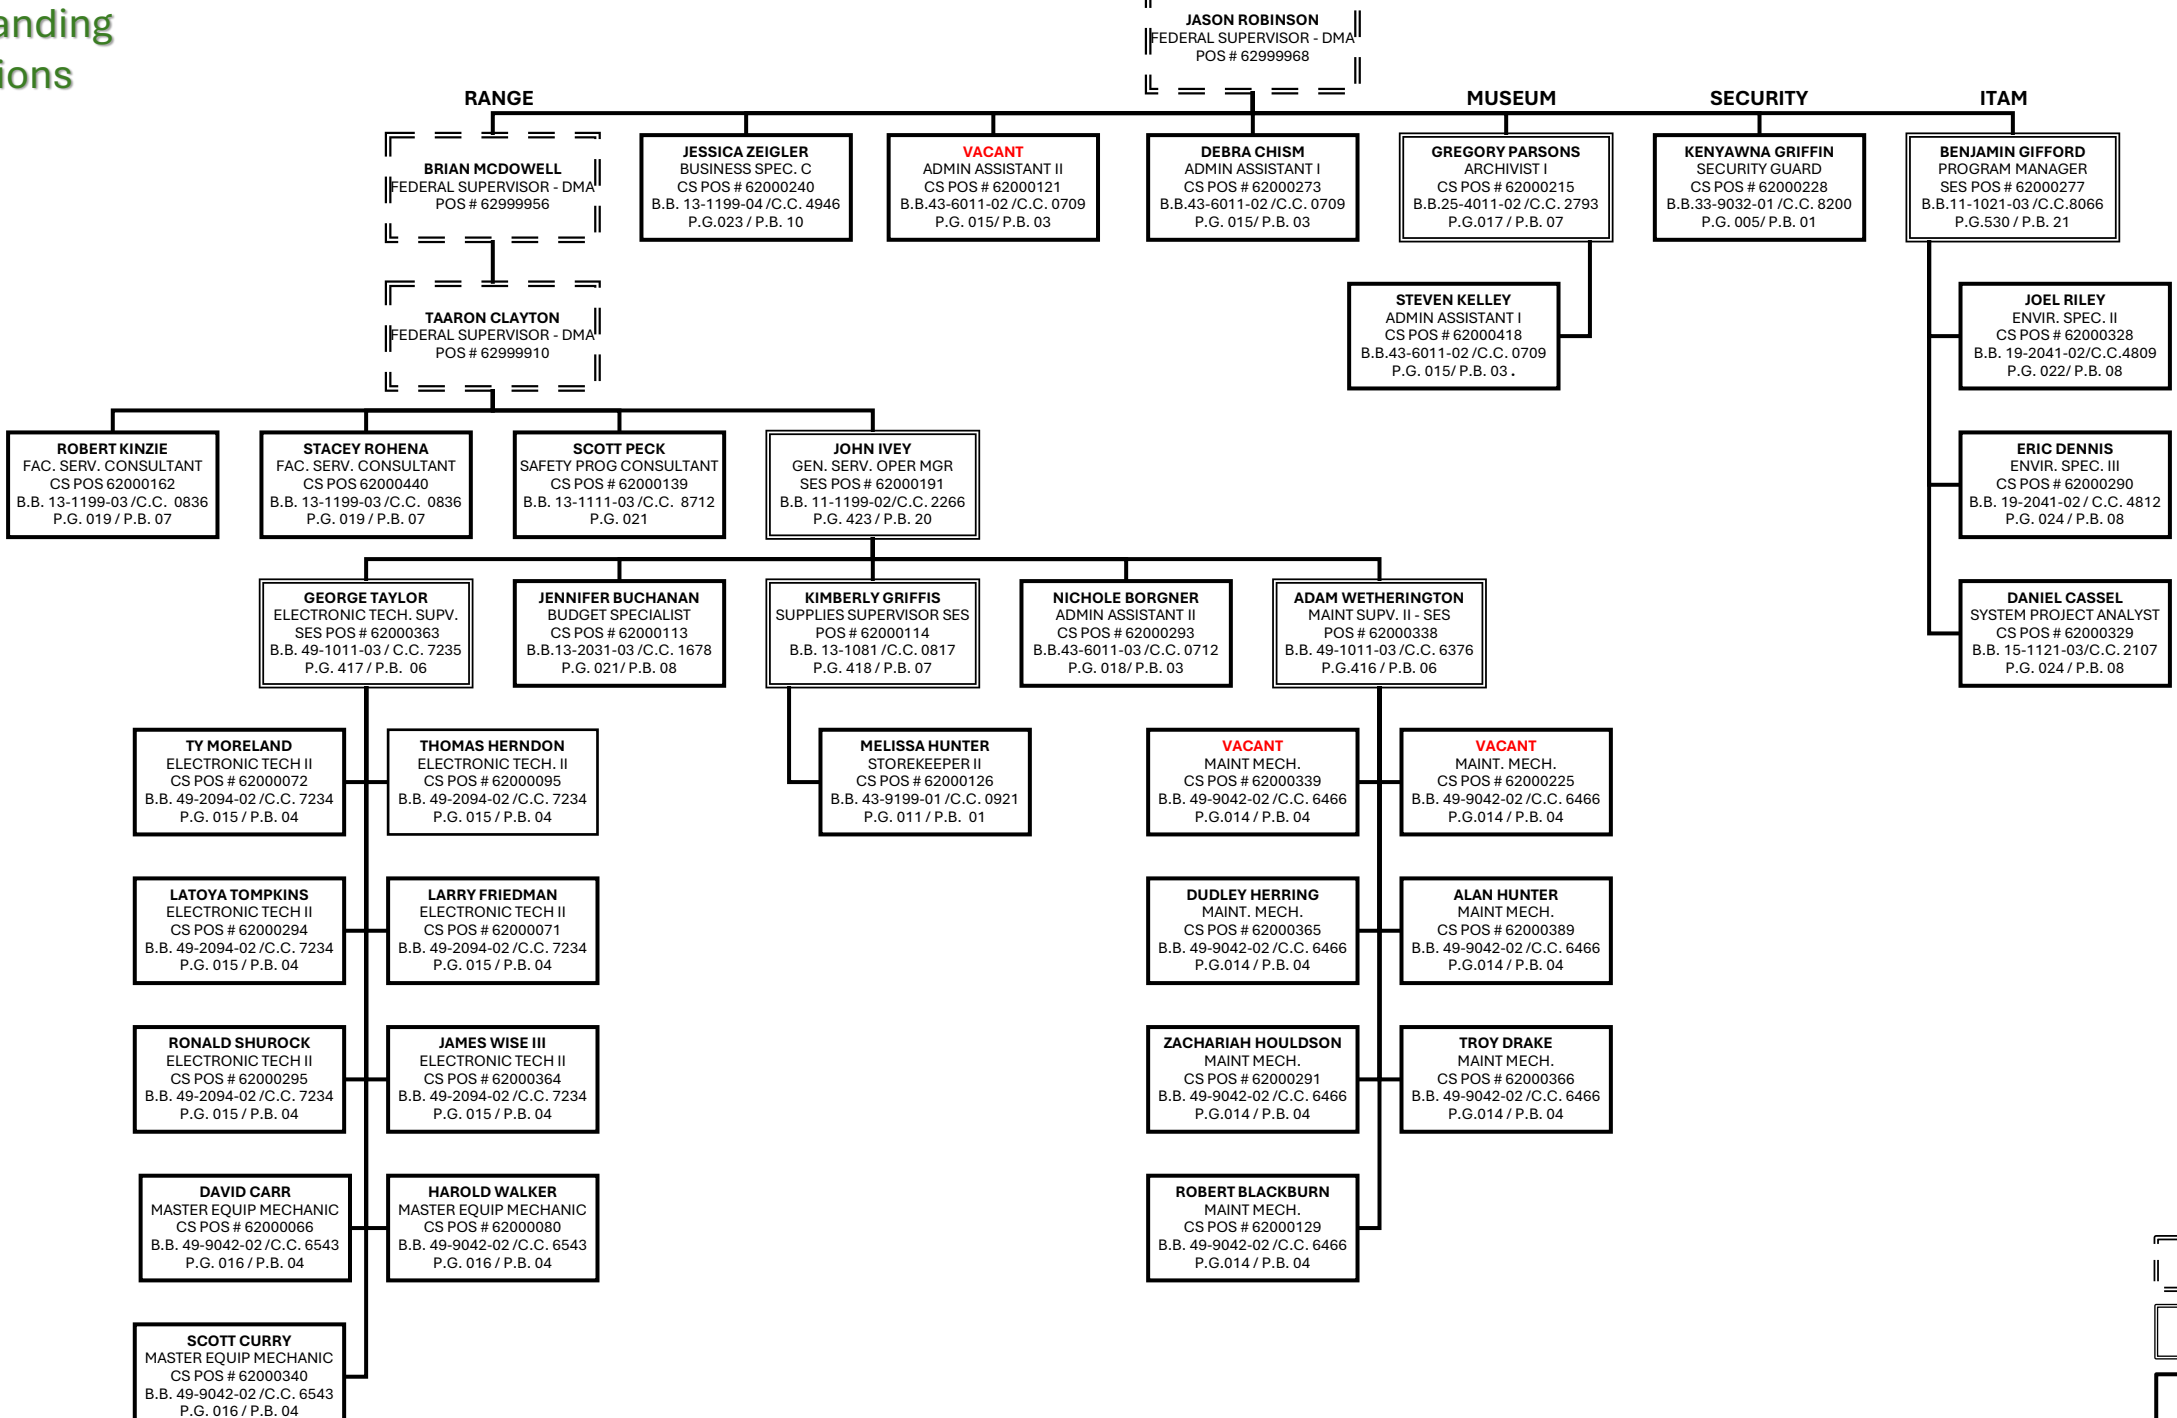 anding
ions
JASON ROBINSON
FEDERAL SUPERVISOR - DMA
POS # 62999968
RANGE
MUSEUM
SECURITY
ITAM
BRIAN MCDOWELL
FEDERAL SUPERVISOR - DMA
POS # 62999956
JESSICA ZEIGLER
BUSINESS SPEC. C
CS POS # 62000240
B.B. 13-1199-04 /C.C. 4946
P.G.023 / P.B. 10
VACANT
ADMIN ASSISTANT II
CS POS # 62000121
B.B.43-6011-02 /C.C. 0709
P.G. 015/ P.B. 03
DEBRA CHISM
ADMIN ASSISTANT I
CS POS # 62000273
B.B.43-6011-02 /C.C. 0709
P.G. 015/ P.B. 03
GREGORY PARSONS
ARCHIVIST I
CS POS # 62000215
B.B.25-4011-02 /C.C. 2793
P.G.017 / P.B. 07
KENYAWNA GRIFFIN
SECURITY GUARD
CS POS # 62000228
B.B.33-9032-01 /C.C. 8200
P.G. 005/ P.B. 01
BENJAMIN GIFFORD
PROGRAM MANAGER
SES POS # 62000277
B.B.11-1021-03 /C.C.8066
P.G.530 / P.B. 21
TAARON CLAYTON
FEDERAL SUPERVISOR - DMA
POS # 62999910
STEVEN KELLEY
ADMIN ASSISTANT I
CS POS # 62000418
B.B.43-6011-02 /C.C. 0709
P.G. 015/ P.B. 03 .
JOEL RILEY
ENVIR. SPEC. II
CS POS # 62000328
B.B. 19-2041-02/C.C.4809
P.G. 022/ P.B. 08
ROBERT KINZIE
FAC. SERV. CONSULTANT
CS POS 62000162
B.B. 13-1199-03 /C.C. 0836
P.G. 019 / P.B. 07
STACEY ROHENA
FAC. SERV. CONSULTANT
CS POS 62000440
B.B. 13-1199-03 /C.C. 0836
P.G. 019 / P.B. 07
SCOTT PECK
SAFETY PROG CONSULTANT
CS POS # 62000139
B.B. 13-1111-03 /C.C. 8712
P.G. 021
JOHN IVEY
GEN. SERV. OPER MGR
SES POS # 62000191
B.B. 11-1199-02/C.C. 2266
P.G. 423 / P.B. 20
ERIC DENNIS
ENVIR. SPEC. III
CS POS # 62000290
B.B. 19-2041-02 / C.C. 4812
P.G. 024 / P.B. 08
GEORGE TAYLOR
ELECTRONIC TECH. SUPV.
SES POS # 62000363
B.B. 49-1011-03 / C.C. 7235
P.G. 417 / P.B. 06
JENNIFER BUCHANAN
BUDGET SPECIALIST
CS POS # 62000113
B.B.13-2031-03 /C.C. 1678
P.G. 021/ P.B. 08
KIMBERLY GRIFFIS
SUPPLIES SUPERVISOR SES
POS # 62000114
B.B. 13-1081 /C.C. 0817
P.G. 418 / P.B. 07
NICHOLE BORGNER
ADMIN ASSISTANT II
CS POS # 62000293
B.B.43-6011-03 /C.C. 0712
P.G. 018/ P.B. 03
ADAM WETHERINGTON
MAINT SUPV. II - SES
POS # 62000338
B.B. 49-1011-03 /C.C. 6376
P.G.416 / P.B. 06
DANIEL CASSEL
SYSTEM PROJECT ANALYST
CS POS # 62000329
B.B. 15-1121-03/C.C. 2107
P.G. 024 / P.B. 08
TY MORELAND
ELECTRONIC TECH II
CS POS # 62000072
B.B. 49-2094-02 /C.C. 7234
P.G. 015 / P.B. 04
THOMAS HERNDON
ELECTRONIC TECH. II
CS POS # 62000095
B.B. 49-2094-02 /C.C. 7234
P.G. 015 / P.B. 04
MELISSA HUNTER
STOREKEEPER II
CS POS # 62000126
B.B. 43-9199-01 /C.C. 0921
P.G. 011 / P.B. 01
VACANT
MAINT MECH.
CS POS # 62000339
B.B. 49-9042-02 /C.C. 6466
P.G.014 / P.B. 04
VACANT
MAINT. MECH.
CS POS # 62000225
B.B. 49-9042-02 /C.C. 6466
P.G.014 / P.B. 04
LATOYA TOMPKINS
ELECTRONIC TECH II
CS POS # 62000294
B.B. 49-2094-02 /C.C. 7234
P.G. 015 / P.B. 04
LARRY FRIEDMAN
ELECTRONIC TECH II
CS POS # 62000071
B.B. 49-2094-02 /C.C. 7234
P.G. 015 / P.B. 04
DUDLEY HERRING
MAINT. MECH.
CS POS # 62000365
B.B. 49-9042-02 /C.C. 6466
P.G.014 / P.B. 04
ALAN HUNTER
MAINT MECH.
CS POS # 62000389
B.B. 49-9042-02 /C.C. 6466
P.G.014 / P.B. 04
RONALD SHUROCK
ELECTRONIC TECH II
CS POS # 62000295
B.B. 49-2094-02 /C.C. 7234
P.G. 015 / P.B. 04
JAMES WISE III
ELECTRONIC TECH II
CS POS # 62000364
B.B. 49-2094-02 /C.C. 7234
P.G. 015 / P.B. 04
ZACHARIAH HOULDSON
MAINT MECH.
CS POS # 62000291
B.B. 49-9042-02 /C.C. 6466
P.G.014 / P.B. 04
TROY DRAKE
MAINT MECH.
CS POS # 62000366
B.B. 49-9042-02 /C.C. 6466
P.G.014 / P.B. 04
DAVID CARR
MASTER EQUIP MECHANIC
CS POS # 62000066
B.B. 49-9042-02 /C.C. 6543
P.G. 016 / P.B. 04
HAROLD WALKER
MASTER EQUIP MECHANIC
CS POS # 62000080
B.B. 49-9042-02 /C.C. 6543
P.G. 016 / P.B. 04
ROBERT BLACKBURN
MAINT MECH.
CS POS # 62000129
B.B. 49-9042-02 /C.C. 6466
P.G.014 / P.B. 04
SCOTT CURRY
MASTER EQUIP MECHANIC
CS POS # 62000340
B.B. 49-9042-02 /C.C. 6543
P.G. 016 / P.B. 04